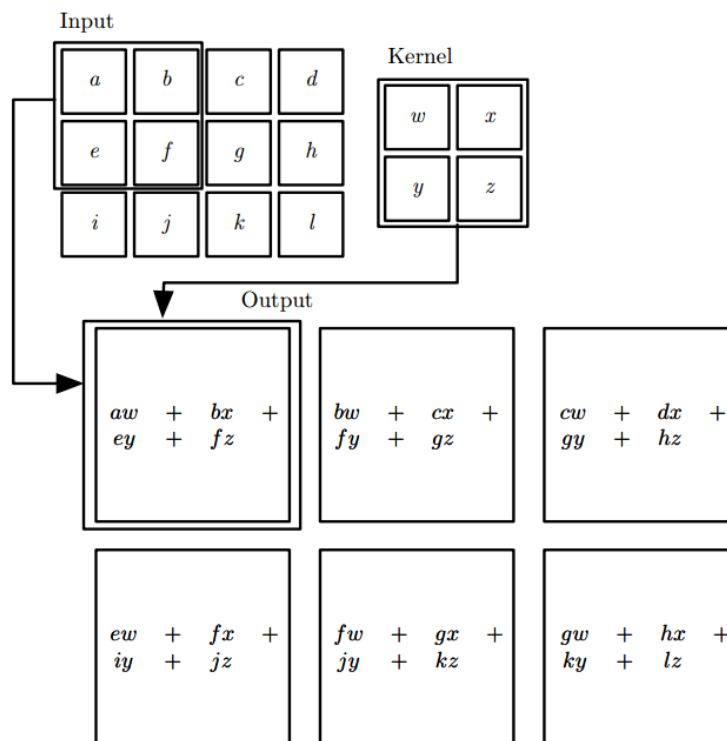 Input
a b c d
e f g h
i j k l
Kernel
w x
y z
Output
aw + bx +
ey + fz
bw + cx +
fy + gz
cw + dx +
gy + hz
ew + fx +
iy + jz
fw + gx +
jy + kz
gw + hx +
ky + lz